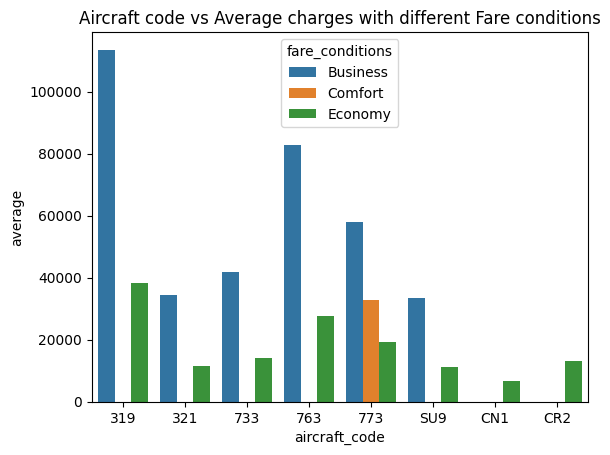 Aircraft code vs Average charges with different Fare conditions
fare_conditions
Business
Comfort
Economy
100000
80000
60000
40000
20000
0
average
319 321 733 763 773 SU9 CN1 CR2
aircraft_code